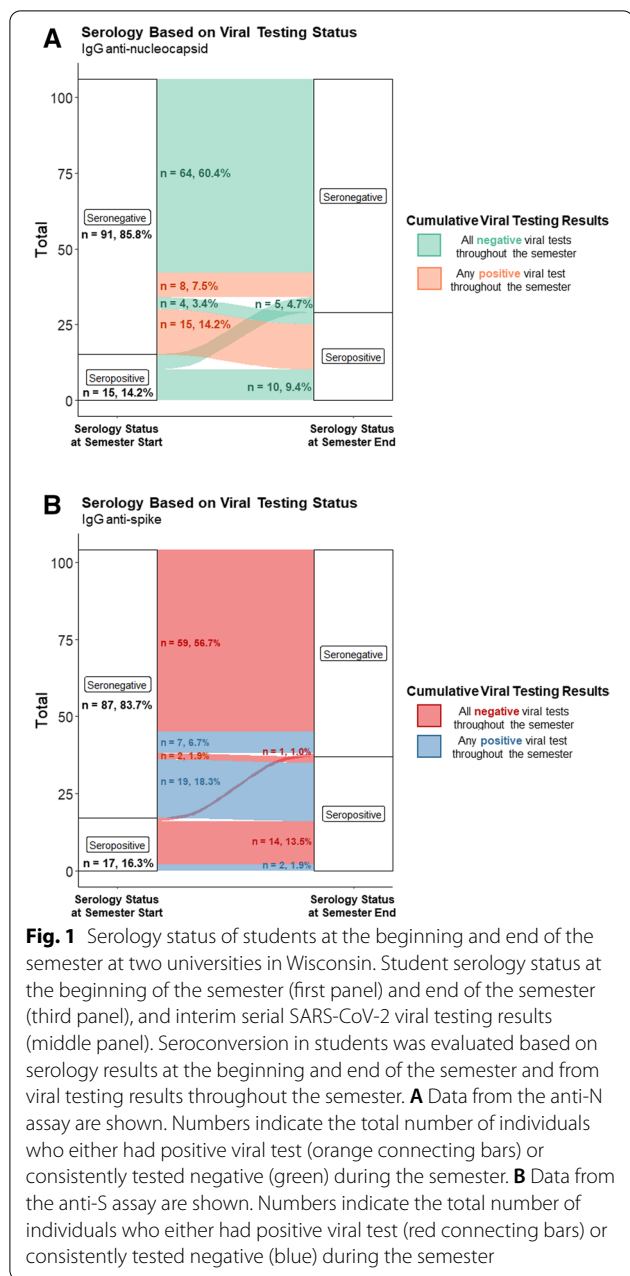 A
Serology Based on Viral Testing Status
IgG anti-nucleocapsid
100
75
50
25
0
Total
Seronegative
n = 91, 85.8%
Seropositive
n = 15, 14.2%
n = 64, 60.4%
n = 8, 7.5%
n = 4, 3.4%
n = 5, 4.7%
n = 15, 14.2%
n = 10, 9.4%
Seronegative
Seropositive
Serology Status
at Semester Start
Serology Status
at Semester End
Cumulative Viral Testing Results
All negative viral tests
throughout the semester
Any positive viral test
throughout the semester
B
Serology Based on Viral Testing Status
IgG anti-spike
100
75
50
25
0
Total
Seronegative
n = 87, 83.7%
Seropositive
n = 17, 16.3%
n = 59, 56.7%
n = 7, 6.7%
n = 2, 1.9%
n = 1, 1.0%
n = 19, 18.3%
n = 14, 13.5%
n = 2, 1.9%
Seronegative
Seropositive
Serology Status
at Semester Start
Serology Status
at Semester End
Cumulative Viral Testing Results
All negative viral tests
throughout the semester
Any positive viral test
throughout the semester
Fig. 1 Serology status of students at the beginning and end of the
semester at two universities in Wisconsin. Student serology status at
the beginning of the semester (first panel) and end of the semester
(third panel), and interim serial SARS-CoV-2 viral testing results
(middle panel). Seroconversion in students was evaluated based on
serology results at the beginning and end of the semester and from
viral testing results throughout the semester. A Data from the anti-N
assay are shown. Numbers indicate the total number of individuals
who either had positive viral test (orange connecting bars) or
consistently tested negative (green) during the semester. B Data from
the anti-S assay are shown. Numbers indicate the total number of
individuals who either had positive viral test (red connecting bars) or
consistently tested negative (blue) during the semester